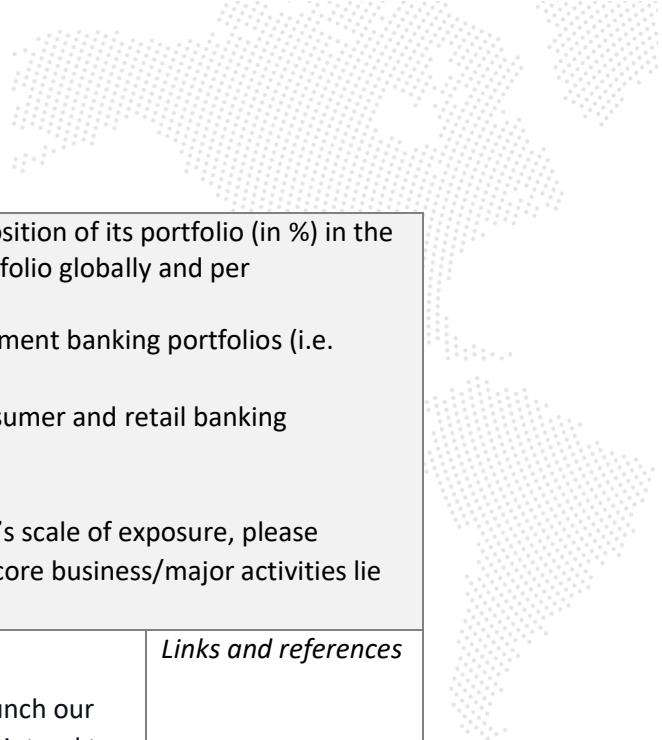 sition of its portfolio (in %) in the
folio globally and per
ment banking portfolios (i.e.
sumer and retail banking
's scale of exposure, please
core business/major activities lie
Links and references
unch our